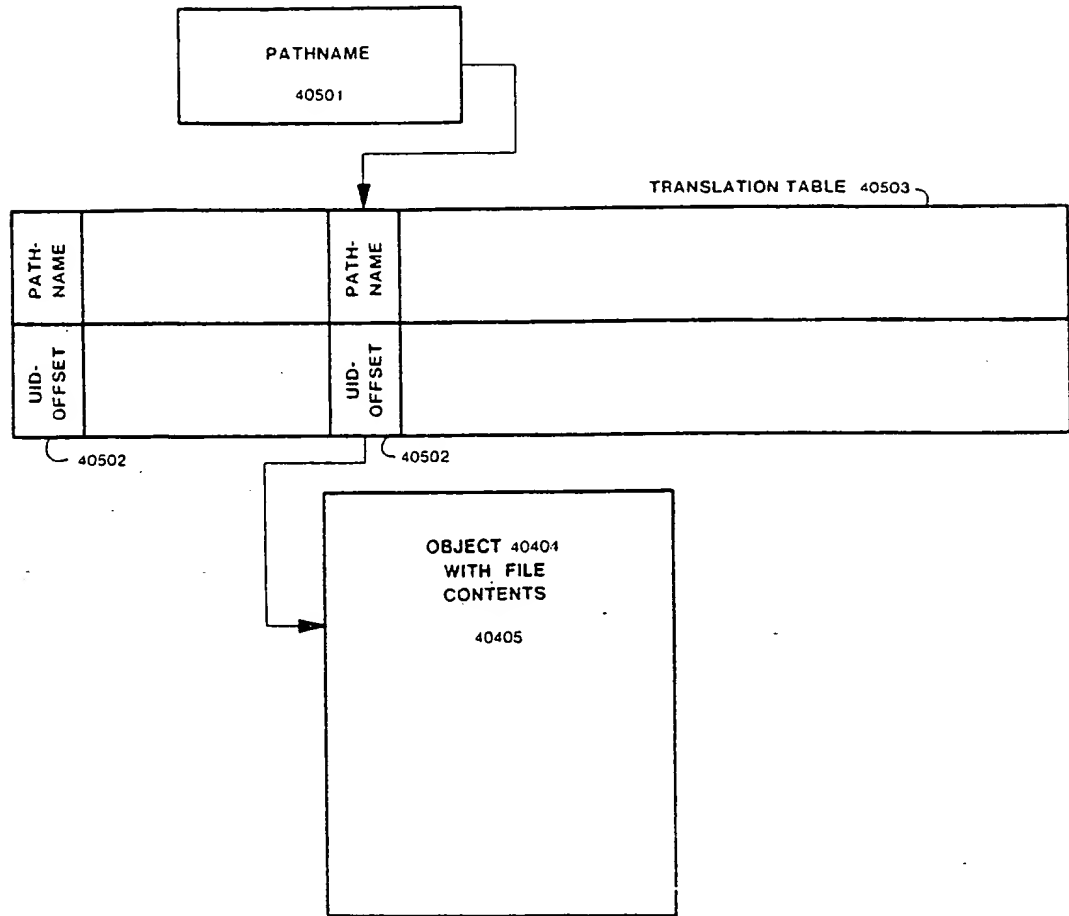 PATHNAME
40501
TRANSLATION TABLE 40503
PATH-
NAME
PATH-
NAME
UID-
OFFSET
UID-
OFFSET
40502
40502
OBJECT 40404
WITH FILE
CONTENTS
40405